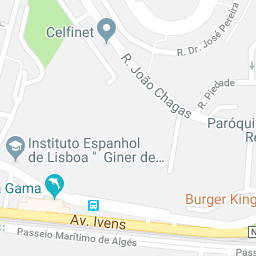 Celfinet
R. Dr. José Pereira
R. João Chagas
R. Piedade
Paróqui
Re
Instituto Espanhol
de Lisboa " Giner de...
a Gama
Burger King
Av. Ivens
N
Passeio Marítimo de Algés